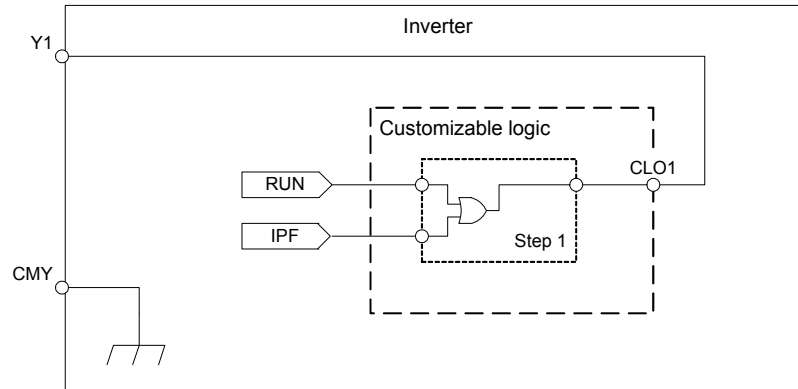 Inverter
Y1
Customizable logic
CLO1
RUN
IPF
Step 1
CMY